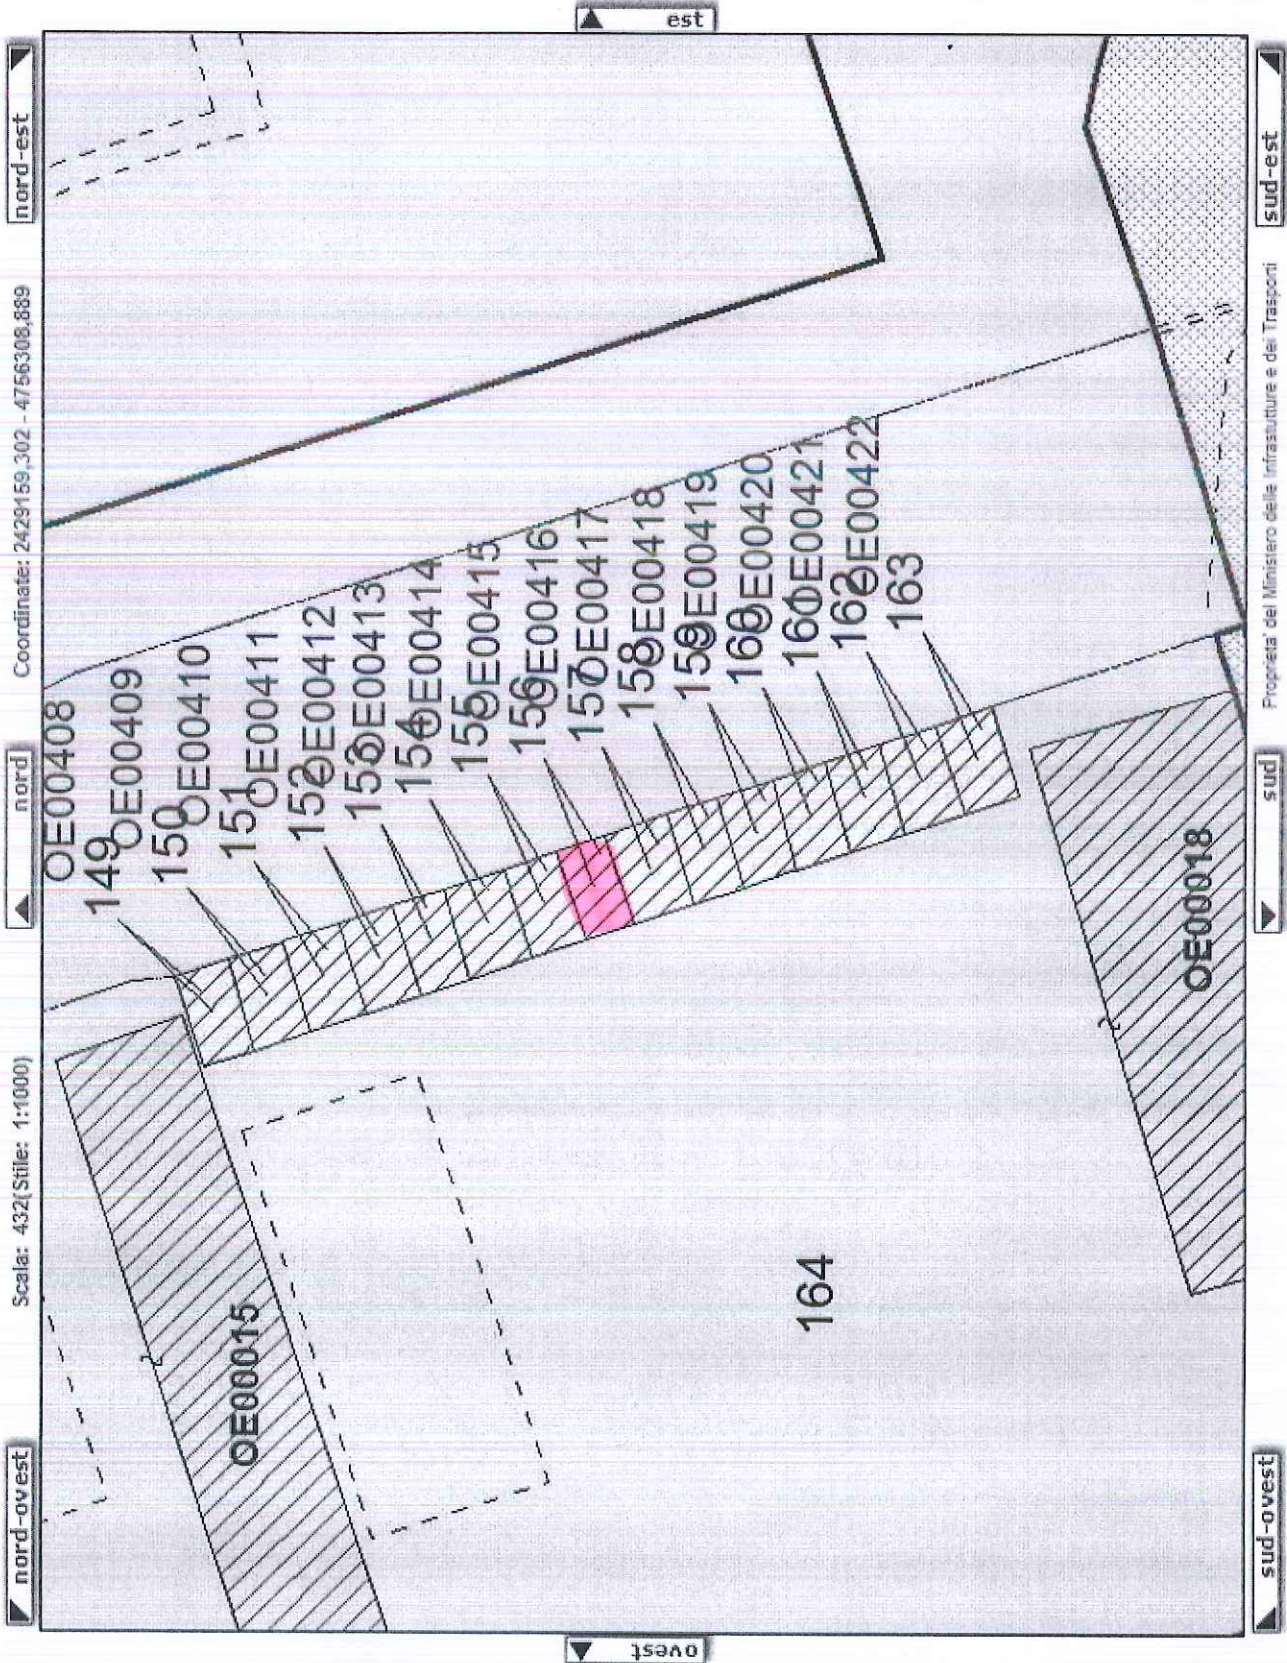 nord-ovest
Scala: 432(Stile: 1:1000)
nord
Coordinate: 2429159,302 - 4756308,889
nord-est
OE00408
149
OE00409
150
OE00410
151
OE00411
152
OE00412
153
OE00413
154
OE00414
155
OE00415
156
OE00416
157
OE00417
158
OE00418
159
OE00419
160
OE00420
161
OE00421
162
OE00422
163
OE00015
164
OE00018
ovest
est
sud-ovest
sud
Proprieta' del Ministero delle Infrastutture e dei Trasporti
sud-est